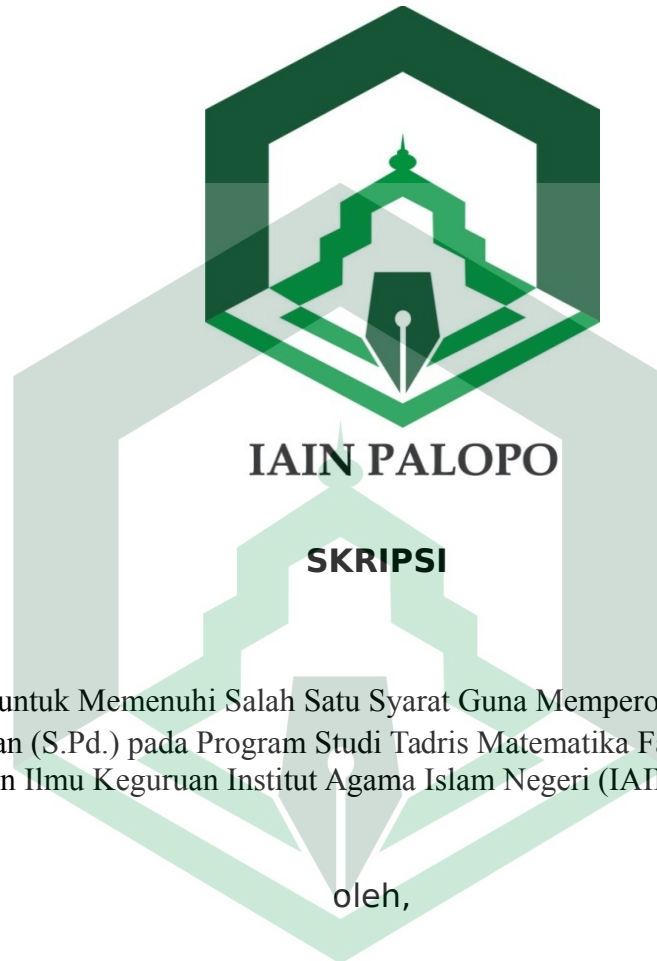 IAIN PALOPO
SKRIPSI
untuk Memenuhi Salah Satu Syarat Guna Mempero
an (S.Pd.) pada Program Studi Tadris Matematika Fa
n Ilmu Keguruan Institut Agama Islam Negeri (IAI
oleh,